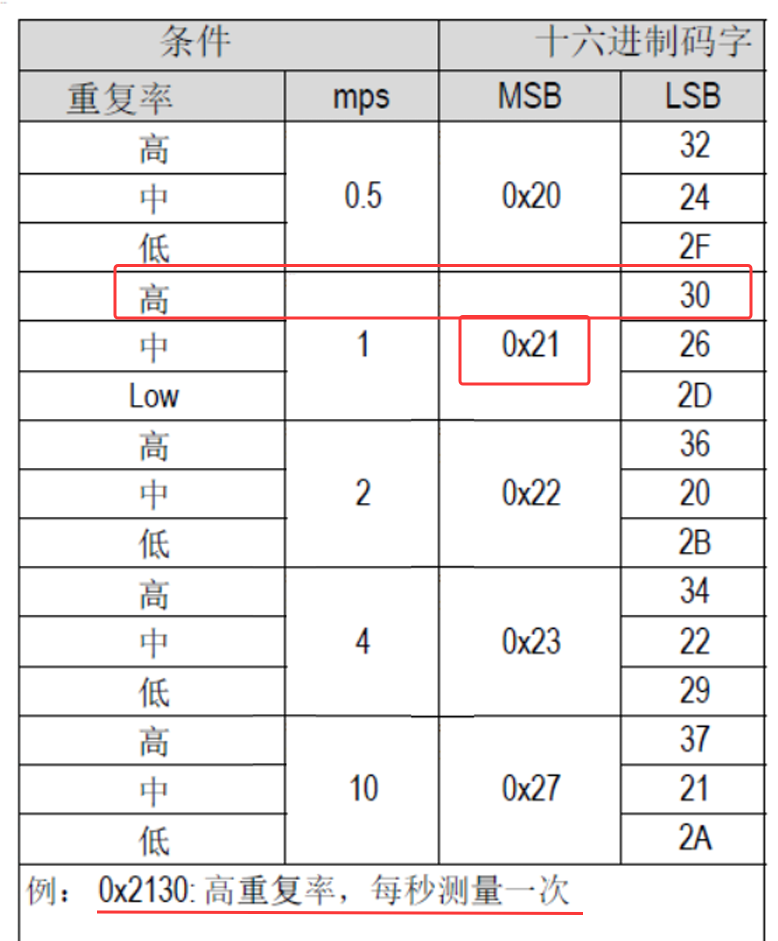 条件 十六进制码字
重复率 mps MSB LSB
高 32
中 0.5 0x20 24
低 2F
高 30
中 1 0x21 26
Low 2D
高 36
中 2 0x22 20
低 2B
高 34
中 4 0x23 22
低 29
高 37
中 10 0x27 21
低 2A
例： 0x2130: 高重复率，每秒测量一次